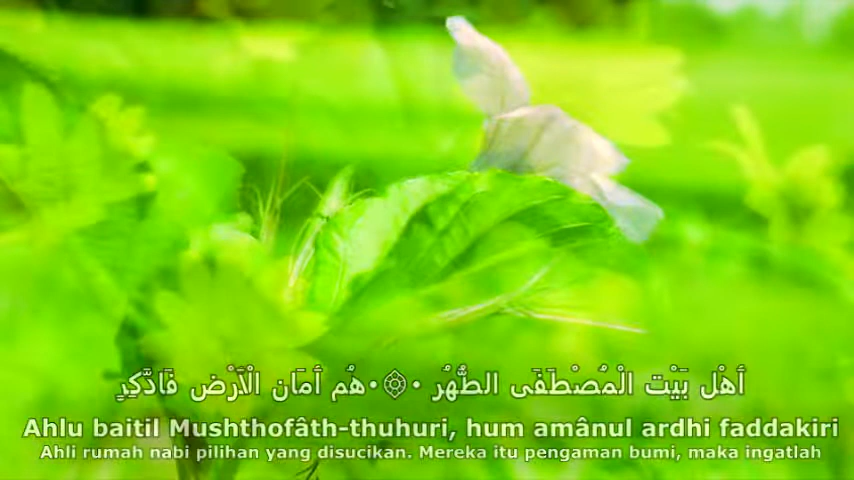 أَهْل بَيْت الْمُصْطَفَى الطُّهُرِ ۞ هُم أَمَان الْاَرْض فَادَّكِرِ
Ahlu baitil Mushthofâth-thuhuri, hum amânul ardhi faddakiri
Ahli rumah nabi pilihan yang disucikan. Mereka itu pengaman bumi, maka ingatlah